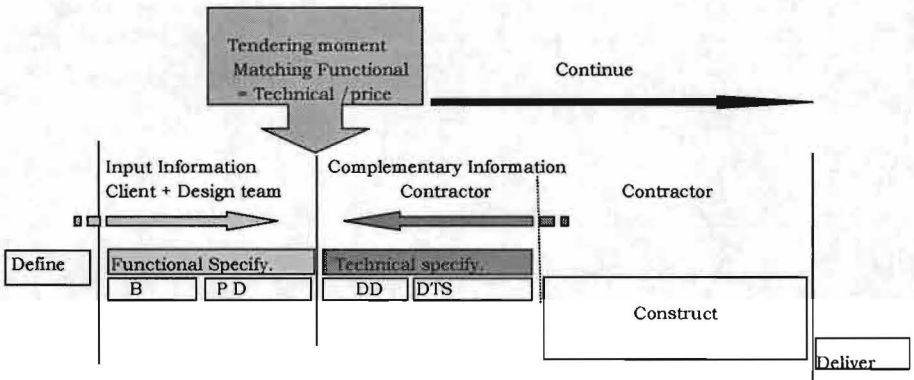 Tendering moment
Matching Functional
= Technical /price
Continue
Input Information
Client + Design team
Complementary Information
Contractor
Contractor
Define
Functional Specify.
Technical specify.
B
P D
DD
DTS
Construct
Deliver